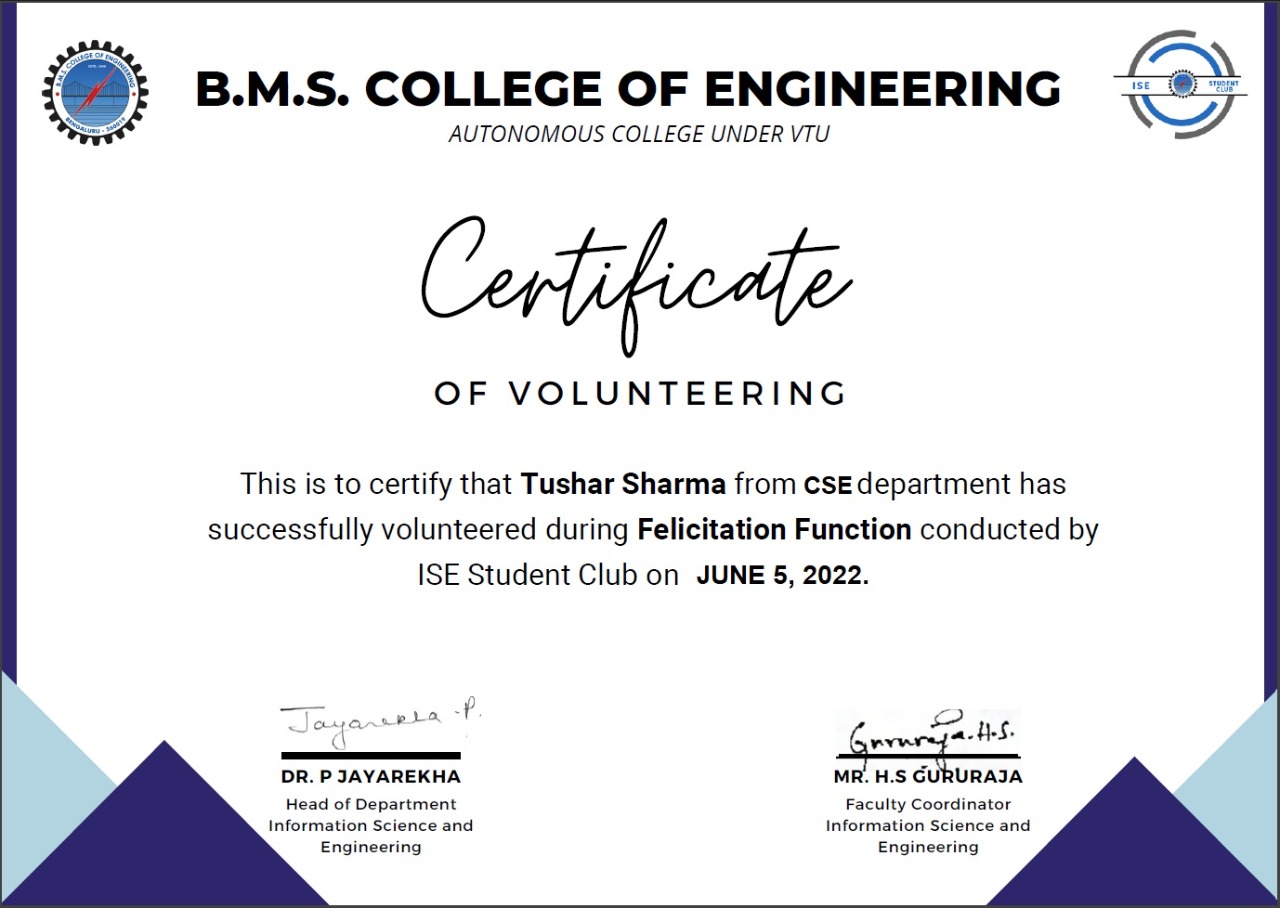 B.M.S. COLLEGE OF ENGINEERING
BENGALURU - 560019
B.M.S. COLLEGE OF ENGINEERING
AUTONOMOUS COLLEGE UNDER VTU
ISE
STUDENT
CLUB
Certificate
OF VOLUNTEERING
This is to certify that Tushar Sharma from CSE department has
successfully volunteered during Felicitation Function conducted by
ISE Student Club on JUNE 5, 2022.
Jayarekha .P.
DR. P JAYAREKHA
Head of Department
Information Science and
Engineering
Gururaja.H.S.
MR. H.S GURURAJA
Faculty Coordinator
Information Science and
Engineering